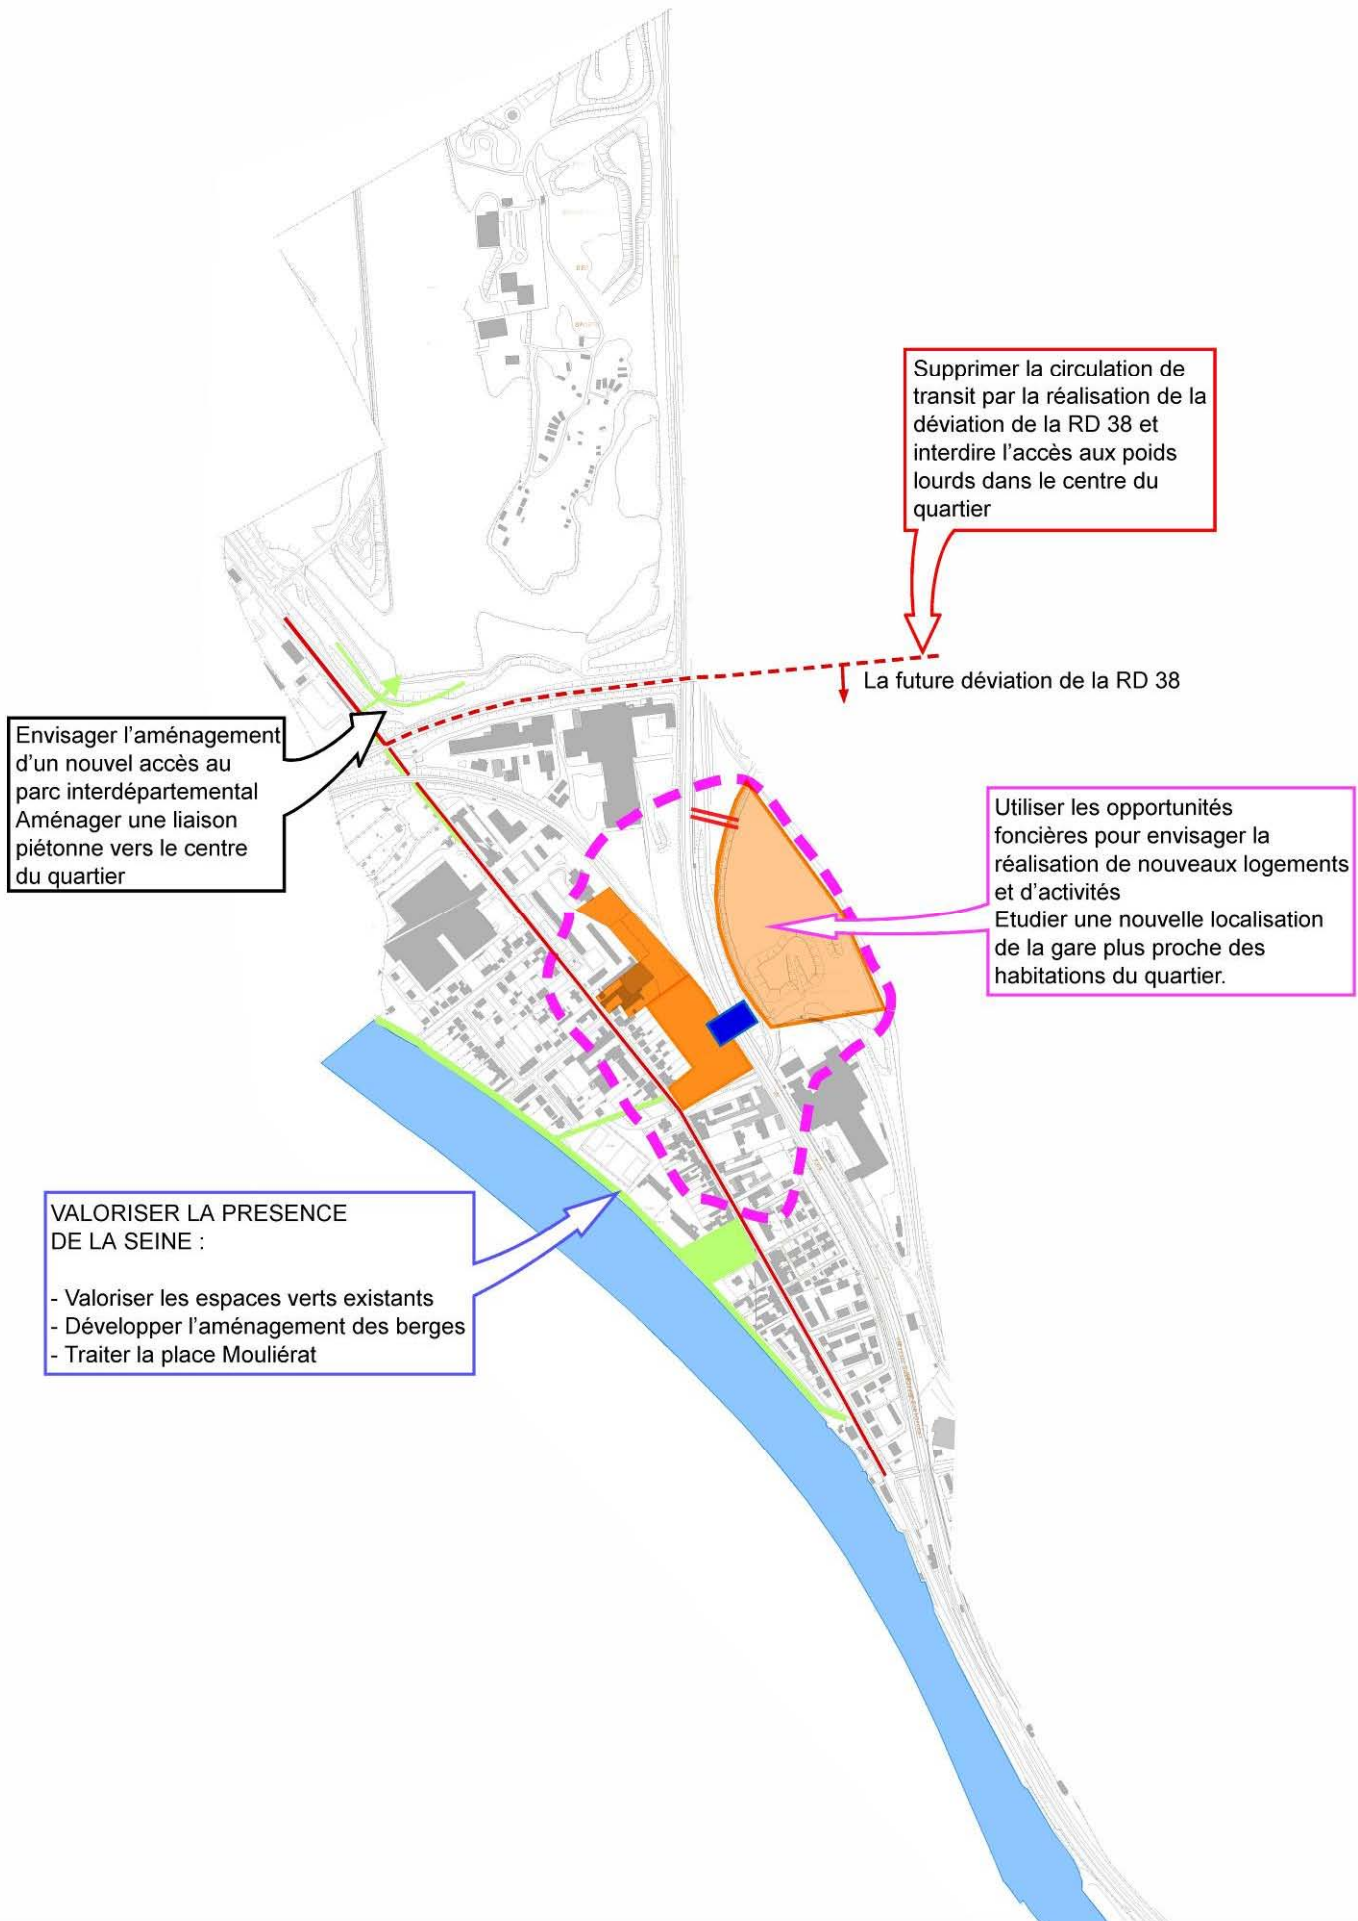 Supprimer la circulation de
transit par la réalisation de la
déviation de la RD 38 et
interdire l'accès aux poids
lourds dans le centre du
quartier
La future déviation de la RD 38
Envisager l'aménagement
d'un nouvel accès au
parc interdépartemental
Aménager une liaison
piétonne vers le centre
du quartier
Utiliser les opportunités
foncières pour envisager la
réalisation de nouveaux logements
et d'activités
Etudier une nouvelle localisation
de la gare plus proche des
habitations du quartier.
VALORISER LA PRESENCE
DE LA SEINE :
- Valoriser les espaces verts existants
- Développer l'aménagement des berges
- Traiter la place Mouliérat